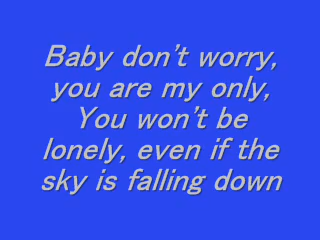 Baby don't worry,
you are my only,
You won't be
lonely, even if the
sky is falling down